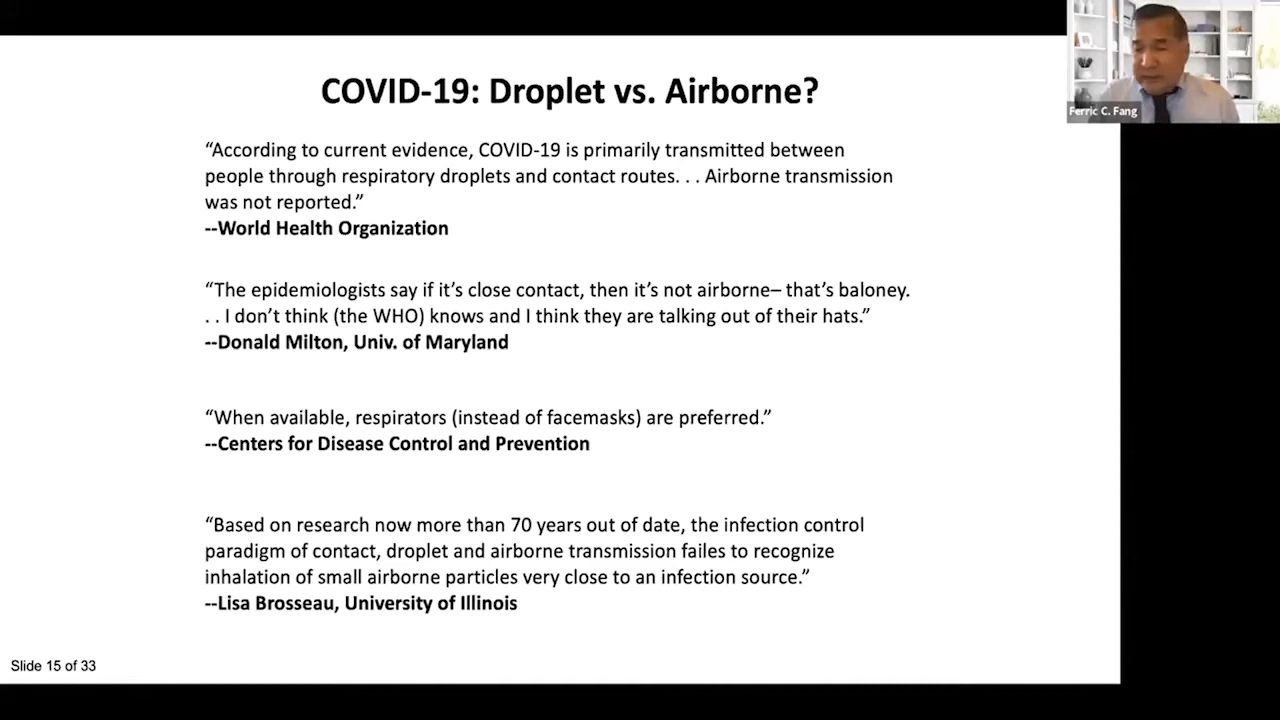 COVID-19: Droplet vs. Airborne?
Ferric C. Fang
“According to current evidence, COVID-19 is primarily transmitted between
people through respiratory droplets and contact routes. . . Airborne transmission
was not reported.”
--World Health Organization
“The epidemiologists say if it’s close contact, then it’s not airborne– that’s baloney.
. . I don’t think (the WHO) knows and I think they are talking out of their hats.”
--Donald Milton, Univ. of Maryland
“When available, respirators (instead of facemasks) are preferred.”
--Centers for Disease Control and Prevention
“Based on research now more than 70 years out of date, the infection control
paradigm of contact, droplet and airborne transmission failes to recognize
inhalation of small airborne particles very close to an infection source.”
--Lisa Brosseau, University of Illinois
Slide 15 of 33